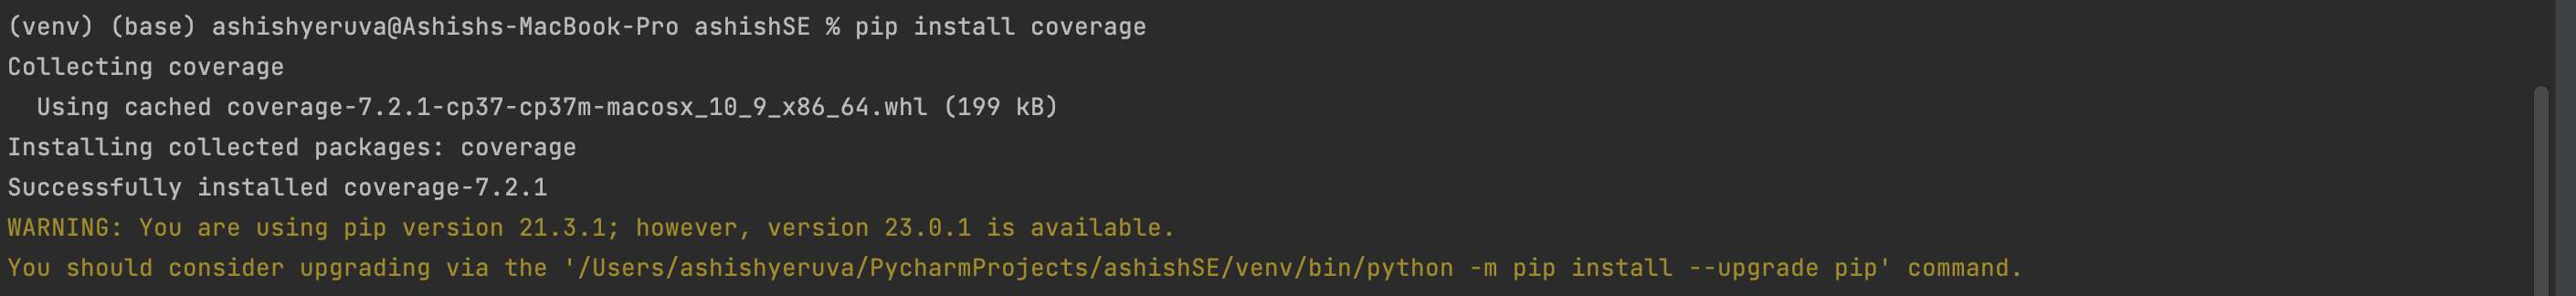 (venv) (base) ashishyeruva@Ashishs-MacBook-Pro ashishSE % pip install coverage
Collecting coverage
  Using cached coverage-7.2.1-cp37-cp37m-macosx_10_9_x86_64.whl (199 kB)
Installing collected packages: coverage
Successfully installed coverage-7.2.1
WARNING: You are using pip version 21.3.1; however, version 23.0.1 is available.
You should consider upgrading via the '/Users/ashishyeruva/PycharmProjects/ashishSE/venv/bin/python -m pip install --upgrade pip' command.